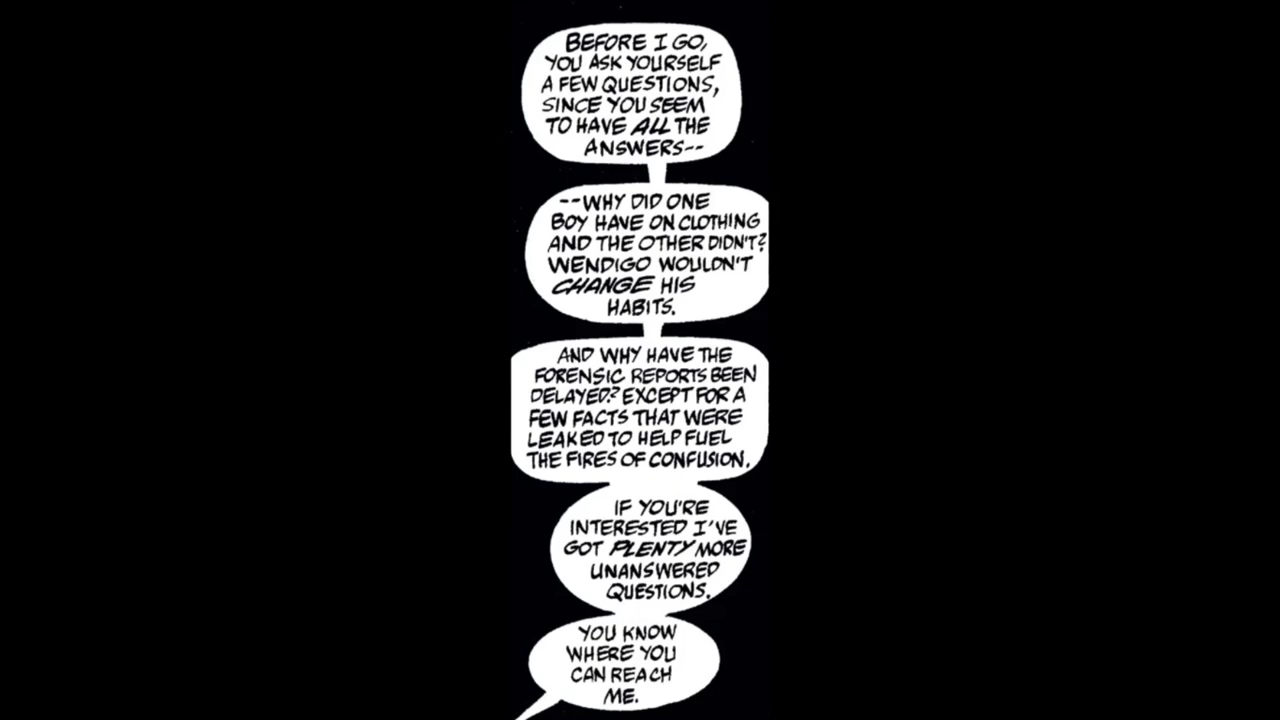 BEFORE I GO,
YOU ASK YOURSELF
A FEW QUESTIONS,
SINCE YOU SEEM
TO HAVE ALL THE
ANSWERS--
--WHY DID ONE
BOY HAVE ON CLOTHING
AND THE OTHER DIDN'T?
WENDIGO WOULDN'T
CHANGE HIS
HABITS.
AND WHY HAVE THE
FORENSIC REPORTS BEEN
DELAYED? EXCEPT FOR A
FEW FACTS THAT WERE
LEAKED TO HELP FUEL
THE FIRES OF CONFUSION.
IF YOU'RE
INTERESTED I'VE
GOT PLENTY MORE
UNANSWERED
QUESTIONS.
YOU KNOW
WHERE YOU
CAN REACH
ME.